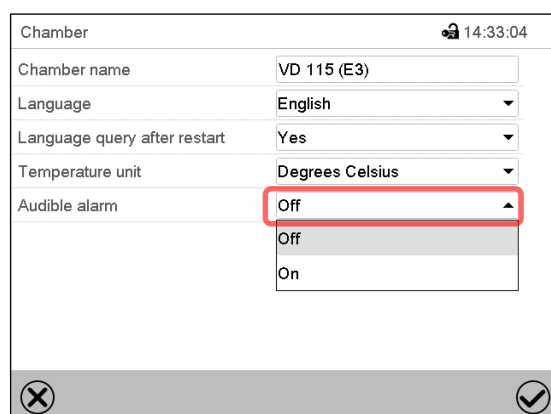 Chamber 14:33:04
Chamber name VD 115 (E3)
Language English
Language query after restart Yes
Temperature unit Degrees Celsius
Audible alarm Off
Off
On